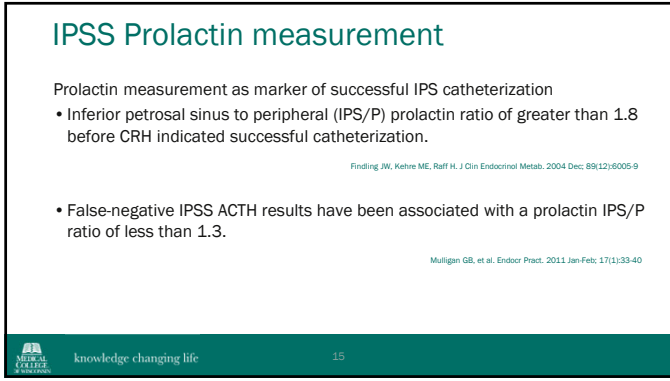 IPSS Prolactin measurement
Prolactin measurement as marker of successful IPS catheterization
• Inferior petrosal sinus to peripheral (IPS/P) prolactin ratio of greater than 1.8
before CRH indicated successful catheterization.
Findling JW, Kehre ME, Raff H. J Clin Endocrinol Metab. 2004 Dec; 89(12):6005-9
• False-negative IPSS ACTH results have been associated with a prolactin IPS/P
ratio of less than 1.3.
Mulligan GB, et al. Endocr Pract. 2011 Jan-Feb; 17(1):33-40
MEDICAL
COLLEGE
OF WISCONSIN
knowledge changing life
15